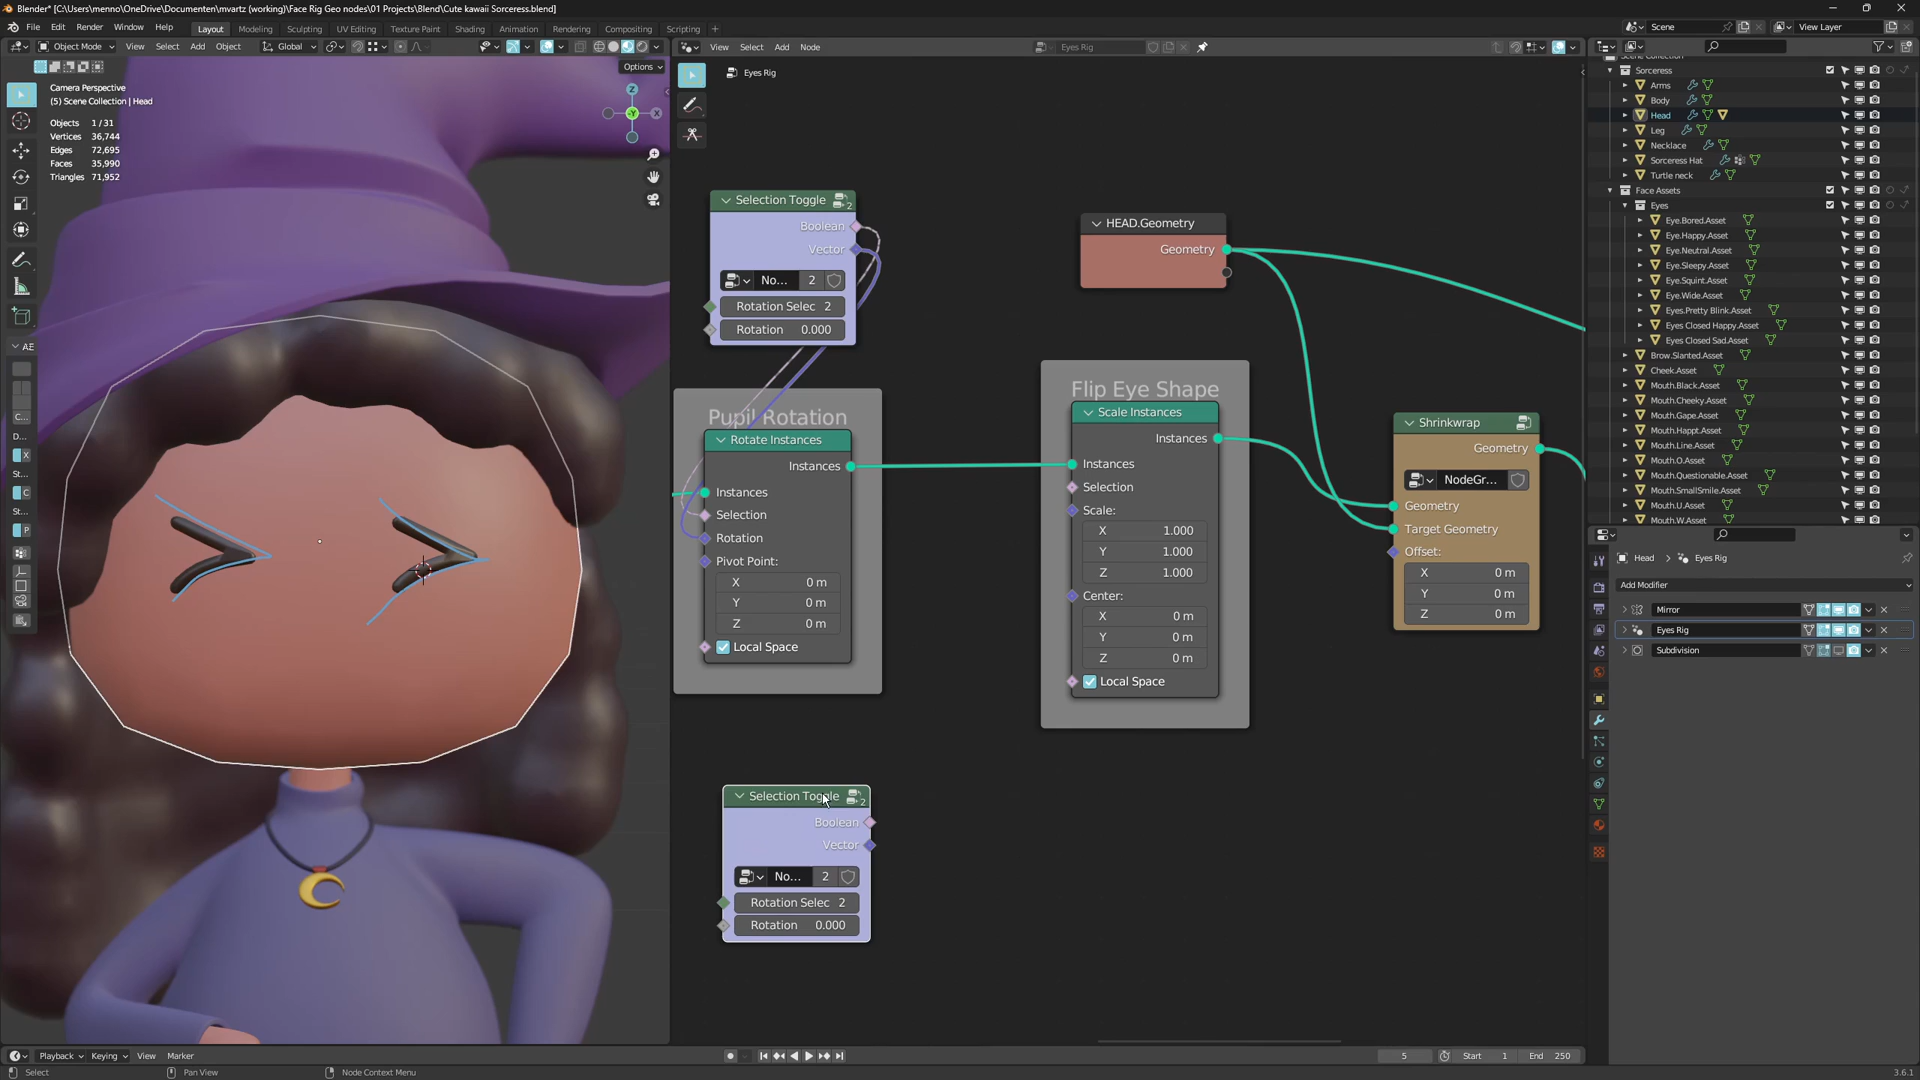 Blender* [C:\Users\menno\OneDrive\Documenten\mvartz (working)\Face Rig Geo nodes\01 Projects\Blend\Cute kawaii Sorceress.blend]
File Edit Render Window Help Layout Modeling Sculpting UV Editing Texture Paint Shading Animation Rendering Compositing Scripting + Scene View Layer
Object Mode View Select Add Object Global View Select Add Node Eyes Rig
Options
Eyes Rig
Camera Perspective
(5) Scene Collection | Head
Objects 1/31
Vertices 36,744
Edges 72,695
Faces 35,990
Triangles 71,952
Z
Y
X
AE
C...
D...
X
St...
C
St...
P
Selection Toggle
2
Boolean
Vector
No... 2
Rotation Selec 2
Rotation 0.000
Pupil Rotation
Rotate Instances
Instances
Instances
Selection
Rotation
Pivot Point:
X 0 m
Y 0 m
Z 0 m
Local Space
Selection Toggle
2
Boolean
Vector
No... 2
Rotation Selec 2
Rotation 0.000
HEAD.Geometry
Geometry
Flip Eye Shape
Scale Instances
Instances
Instances
Selection
Scale:
X 1.000
Y 1.000
Z 1.000
Center:
X 0 m
Y 0 m
Z 0 m
Local Space
Shrinkwrap
Geometry
NodeGr...
Geometry
Target Geometry
Offset:
X 0 m
Y 0 m
Z 0 m
Scene Collection
Sorceress
Arms
Body
Head
Leg
Necklace
Sorceress Hat
Turtle neck
Face Assets
Eyes
Eye.Bored.Asset
Eye.Happy.Asset
Eye.Neutral.Asset
Eye.Sleepy.Asset
Eye.Squint.Asset
Eye.Wide.Asset
Eyes.Pretty Blink.Asset
Eyes Closed Happy.Asset
Eyes Closed Sad.Asset
Brow.Slanted.Asset
Cheek.Asset
Mouth.Black.Asset
Mouth.Cheeky.Asset
Mouth.Gape.Asset
Mouth.Happt.Asset
Mouth.Line.Asset
Mouth.O.Asset
Mouth.Questionable.Asset
Mouth.SmallSmile.Asset
Mouth.U.Asset
Mouth.W.Asset
Head > Eyes Rig
Add Modifier
Mirror
Eyes Rig
Subdivision
Playback Keying View Marker 5 Start 1 End 250
Select Pan View Node Context Menu 3.6.1